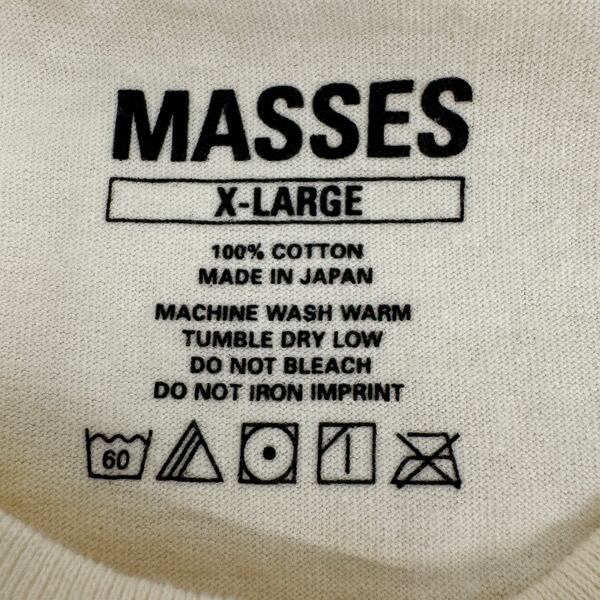 MASSES
X-LARGE
100% COTTON
MADE IN JAPAN
MACHINE WASH WARM
TUMBLE DRY LOW
DO NOT BLEACH
DO NOT IRON IMPRINT
60